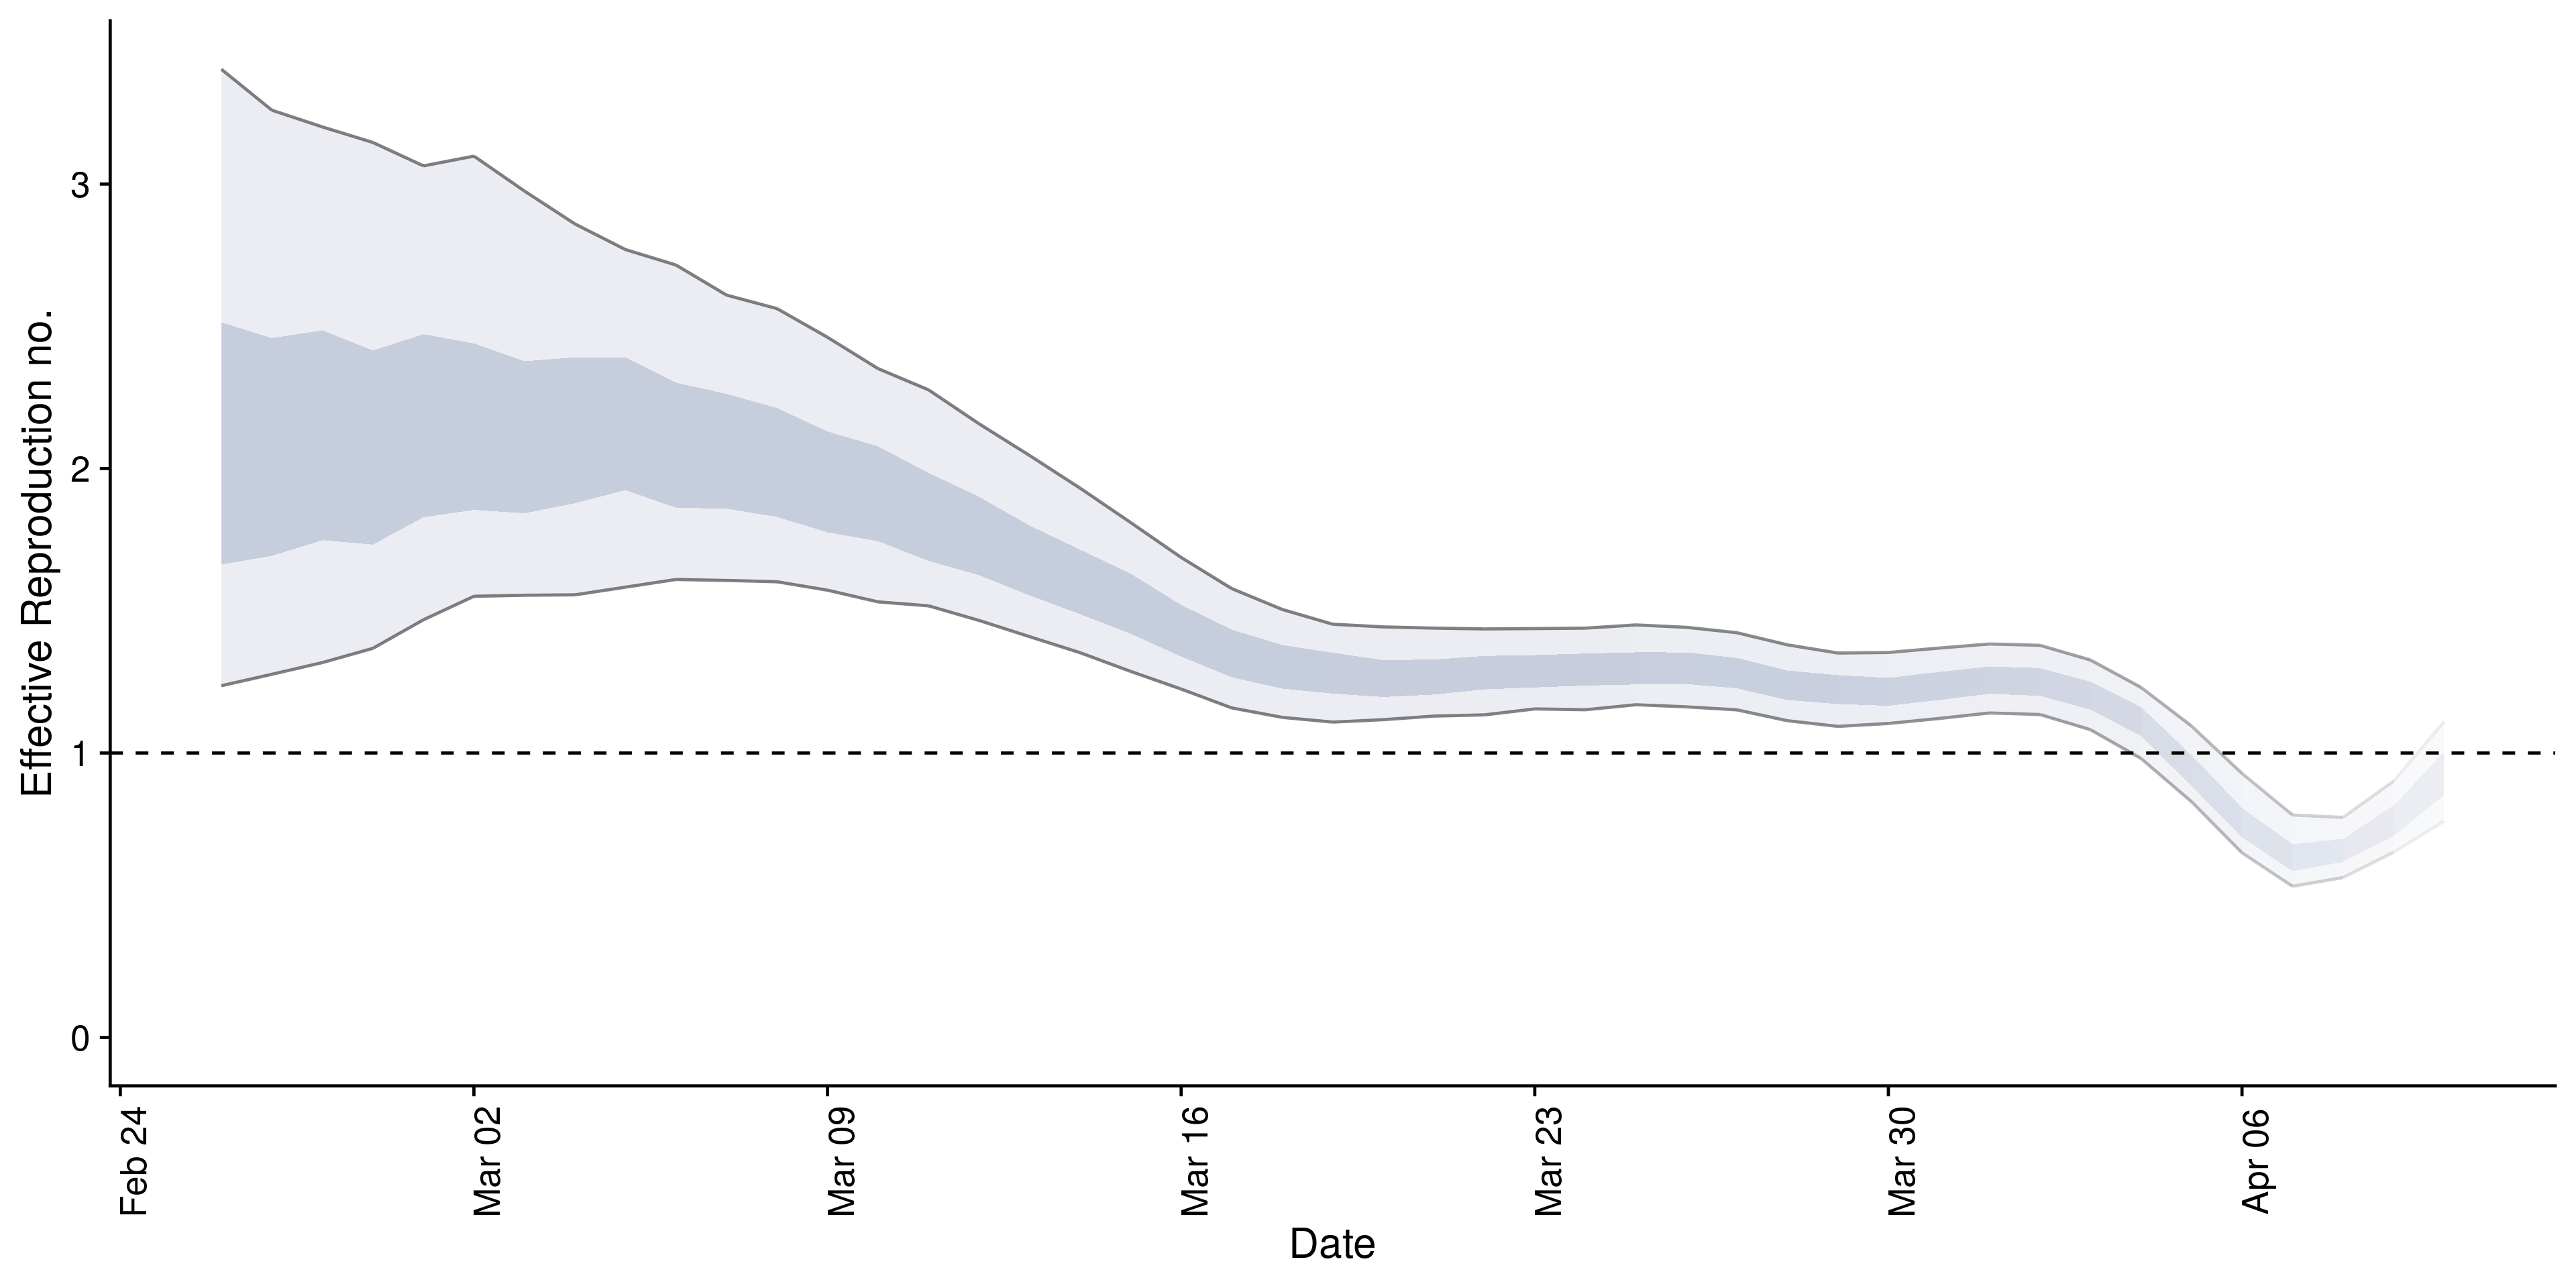 Effective Reproduction no.
3
2
1
0
Feb 24
Mar 02
Mar 09
Mar 16
Mar 23
Mar 30
Apr 06
Date